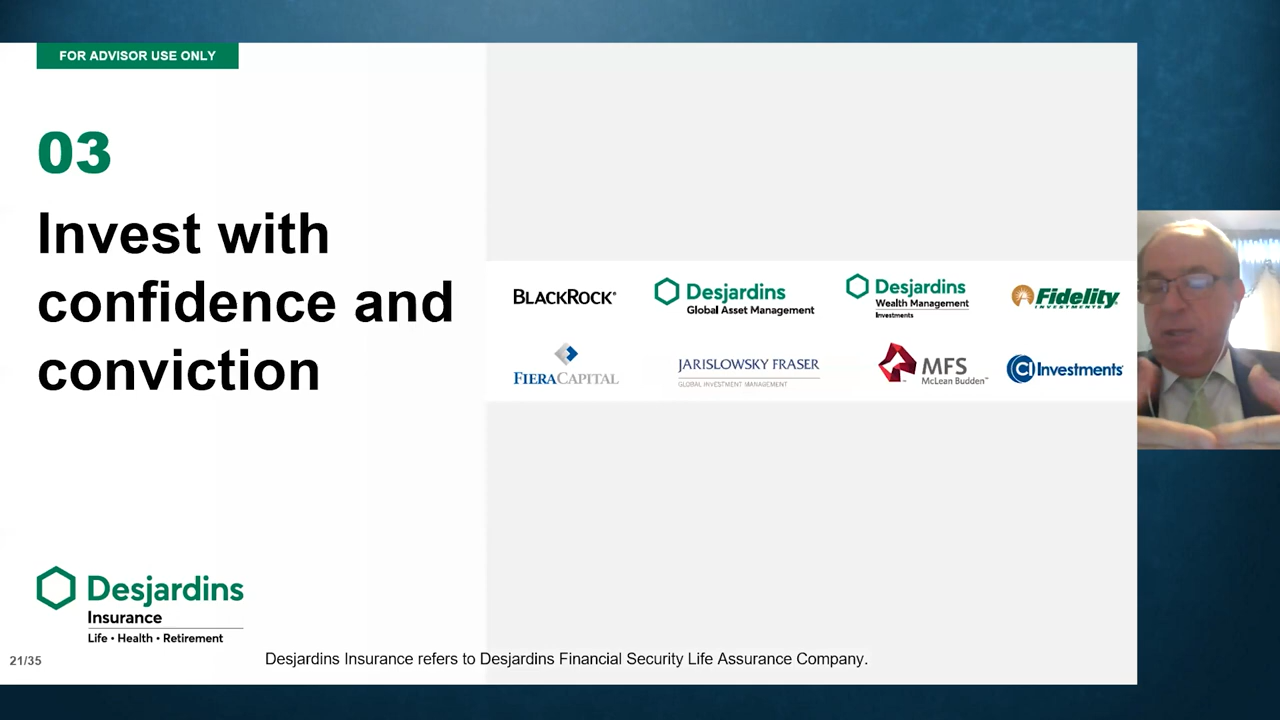 FOR ADVISOR USE ONLY
03
Invest with
confidence and
conviction
BLACKROCK®
Desjardins
Global Asset Management
Desjardins
Wealth Management
Investments
Fidelity
INVESTMENTS
FIERACAPITAL
JARISLOWSKY FRASER
GLOBAL INVESTMENT MANAGEMENT
MFS
McLean Budden™
CI Investments
Desjardins
Insurance
Life • Health • Retirement
21/35
Desjardins Insurance refers to Desjardins Financial Security Life Assurance Company.